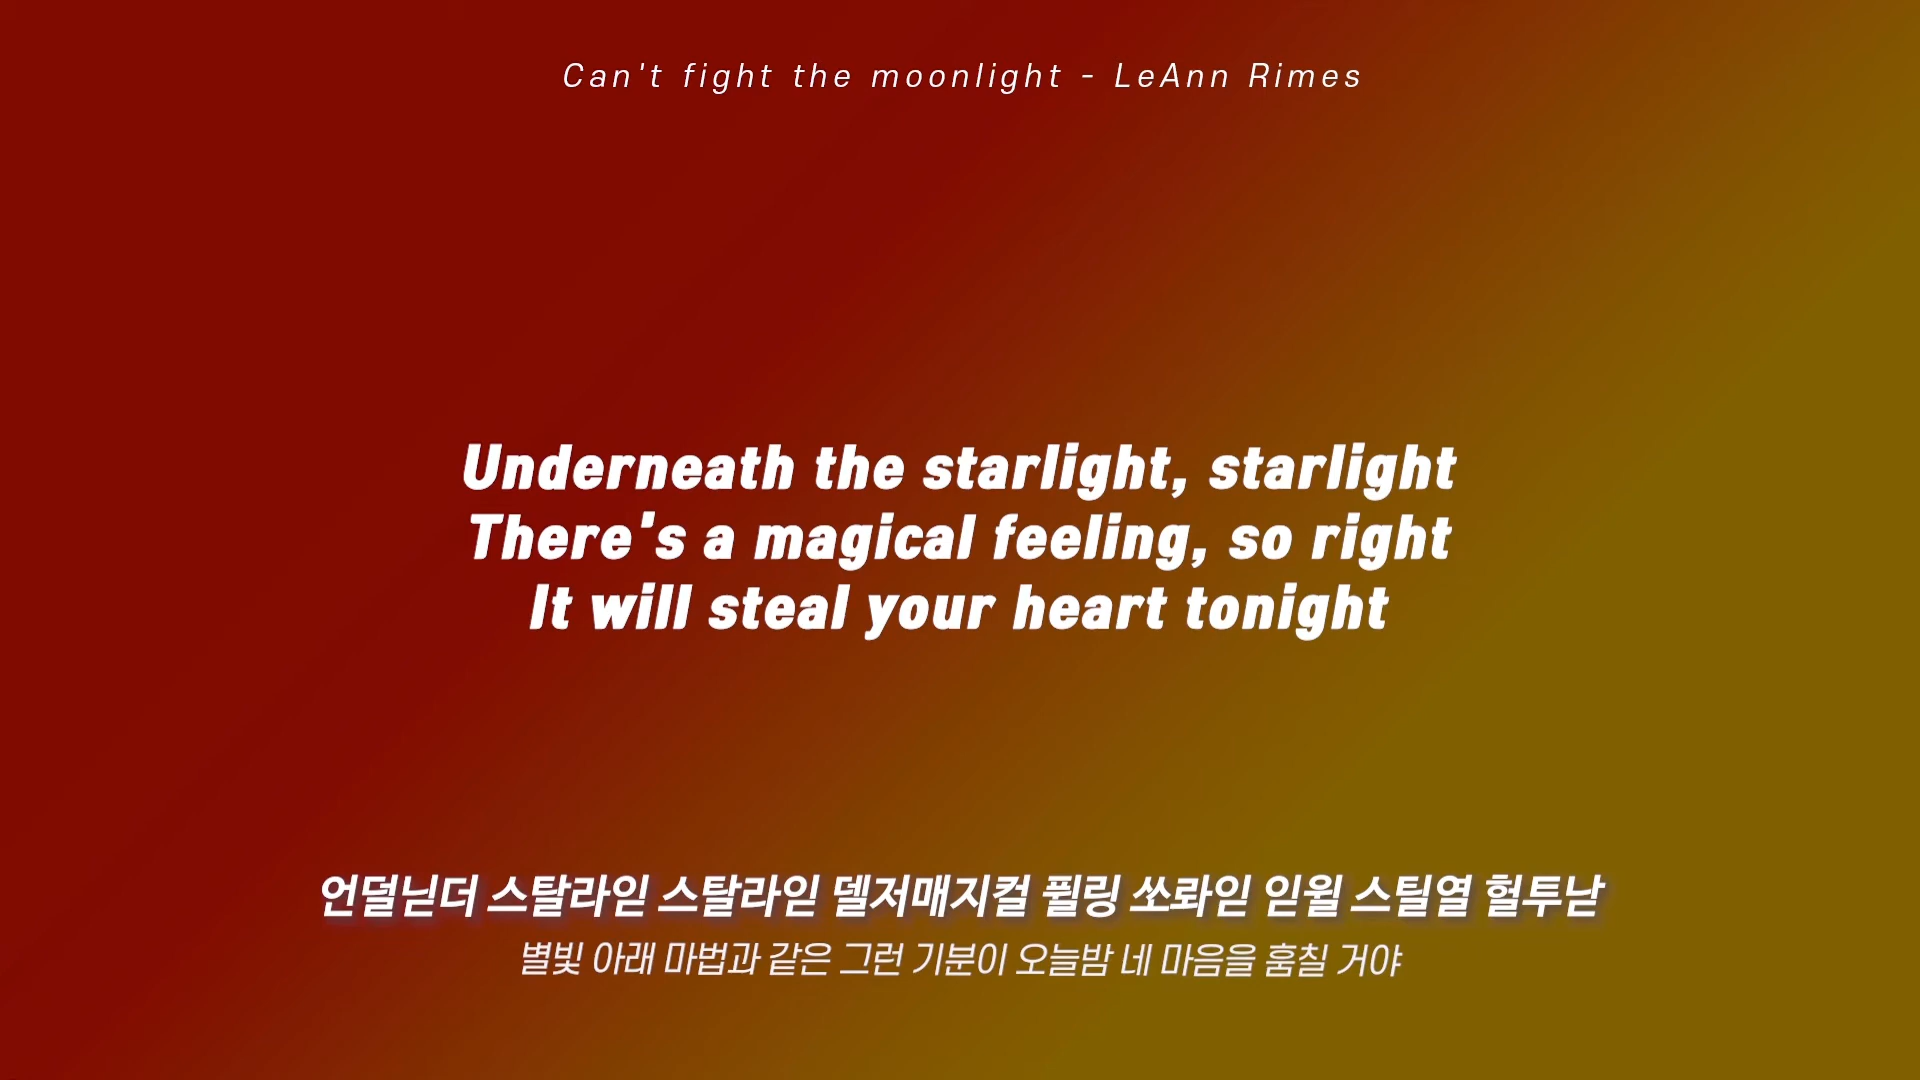 Can't fight the moonlight - LeAnn Rimes
Underneath the starlight, starlight
There's a magical feeling, so right
It will steal your heart tonight
언덜닏더 스탈라읻 스탈라읻 델저매지컬 퓔링 쏘롸읻 읻윌 스틸열 헐투낟
별빛 아래 마법과 같은 그런 기분이 오늘밤 네 마음을 훔칠 거야